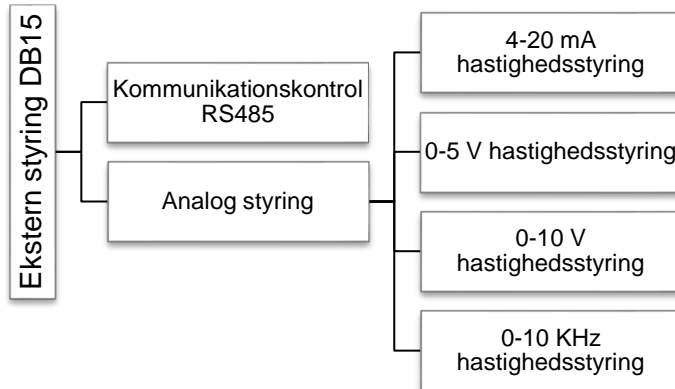 Ekstern styring DB15
Kommunikationskontrol
RS485
Analog styring
4-20 mA
hastighedsstyring
0-5 V hastighedsstyring
0-10 V
hastighedsstyring
0-10 KHz
hastighedsstyring